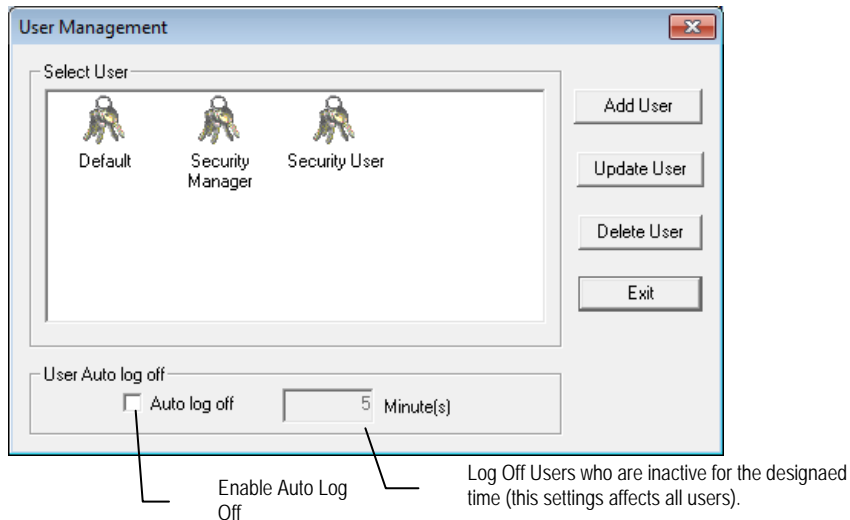 User Management
Select User
Default
Security
Manager
Security User
Add User
Update User
Delete User
Exit
User Auto log off
Auto log off
5 Minute(s)
Enable Auto Log
Off
Log Off Users who are inactive for the designaed
time (this settings affects all users).